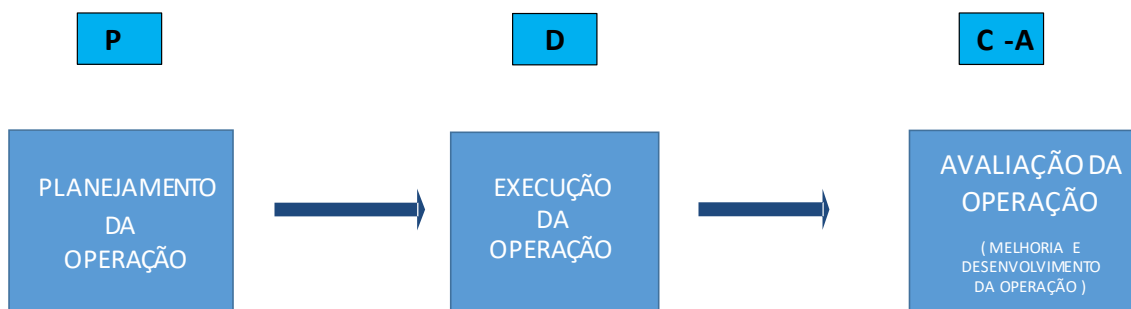 P
D
C -A
PLANEJAMENTO
DA
OPERAÇÃO
EXECUÇÃO
DA
OPERAÇÃO
AVALIAÇÃO DA
OPERAÇÃO
( MELHORIA E
DESENVOLVIMENTO
DA OPERAÇÃO )